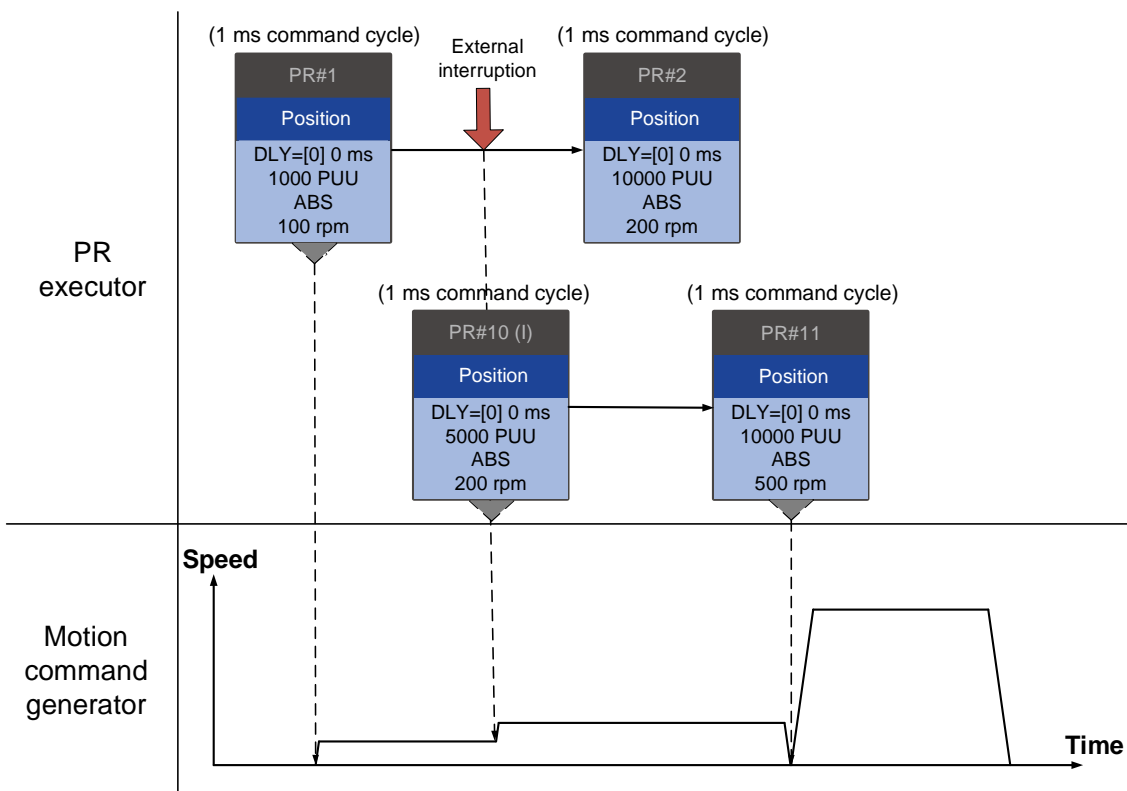 (1 ms command cycle)
PR#1
Position
DLY=[0] 0 ms
1000 PUU
ABS
100 rpm
External
interruption
(1 ms command cycle)
PR#2
Position
DLY=[0] 0 ms
10000 PUU
ABS
200 rpm
PR
executor
(1 ms command cycle)
PR#10 (I)
Position
DLY=[0] 0 ms
5000 PUU
ABS
200 rpm
(1 ms command cycle)
PR#11
Position
DLY=[0] 0 ms
10000 PUU
ABS
500 rpm
Motion
command
generator
Speed
Time